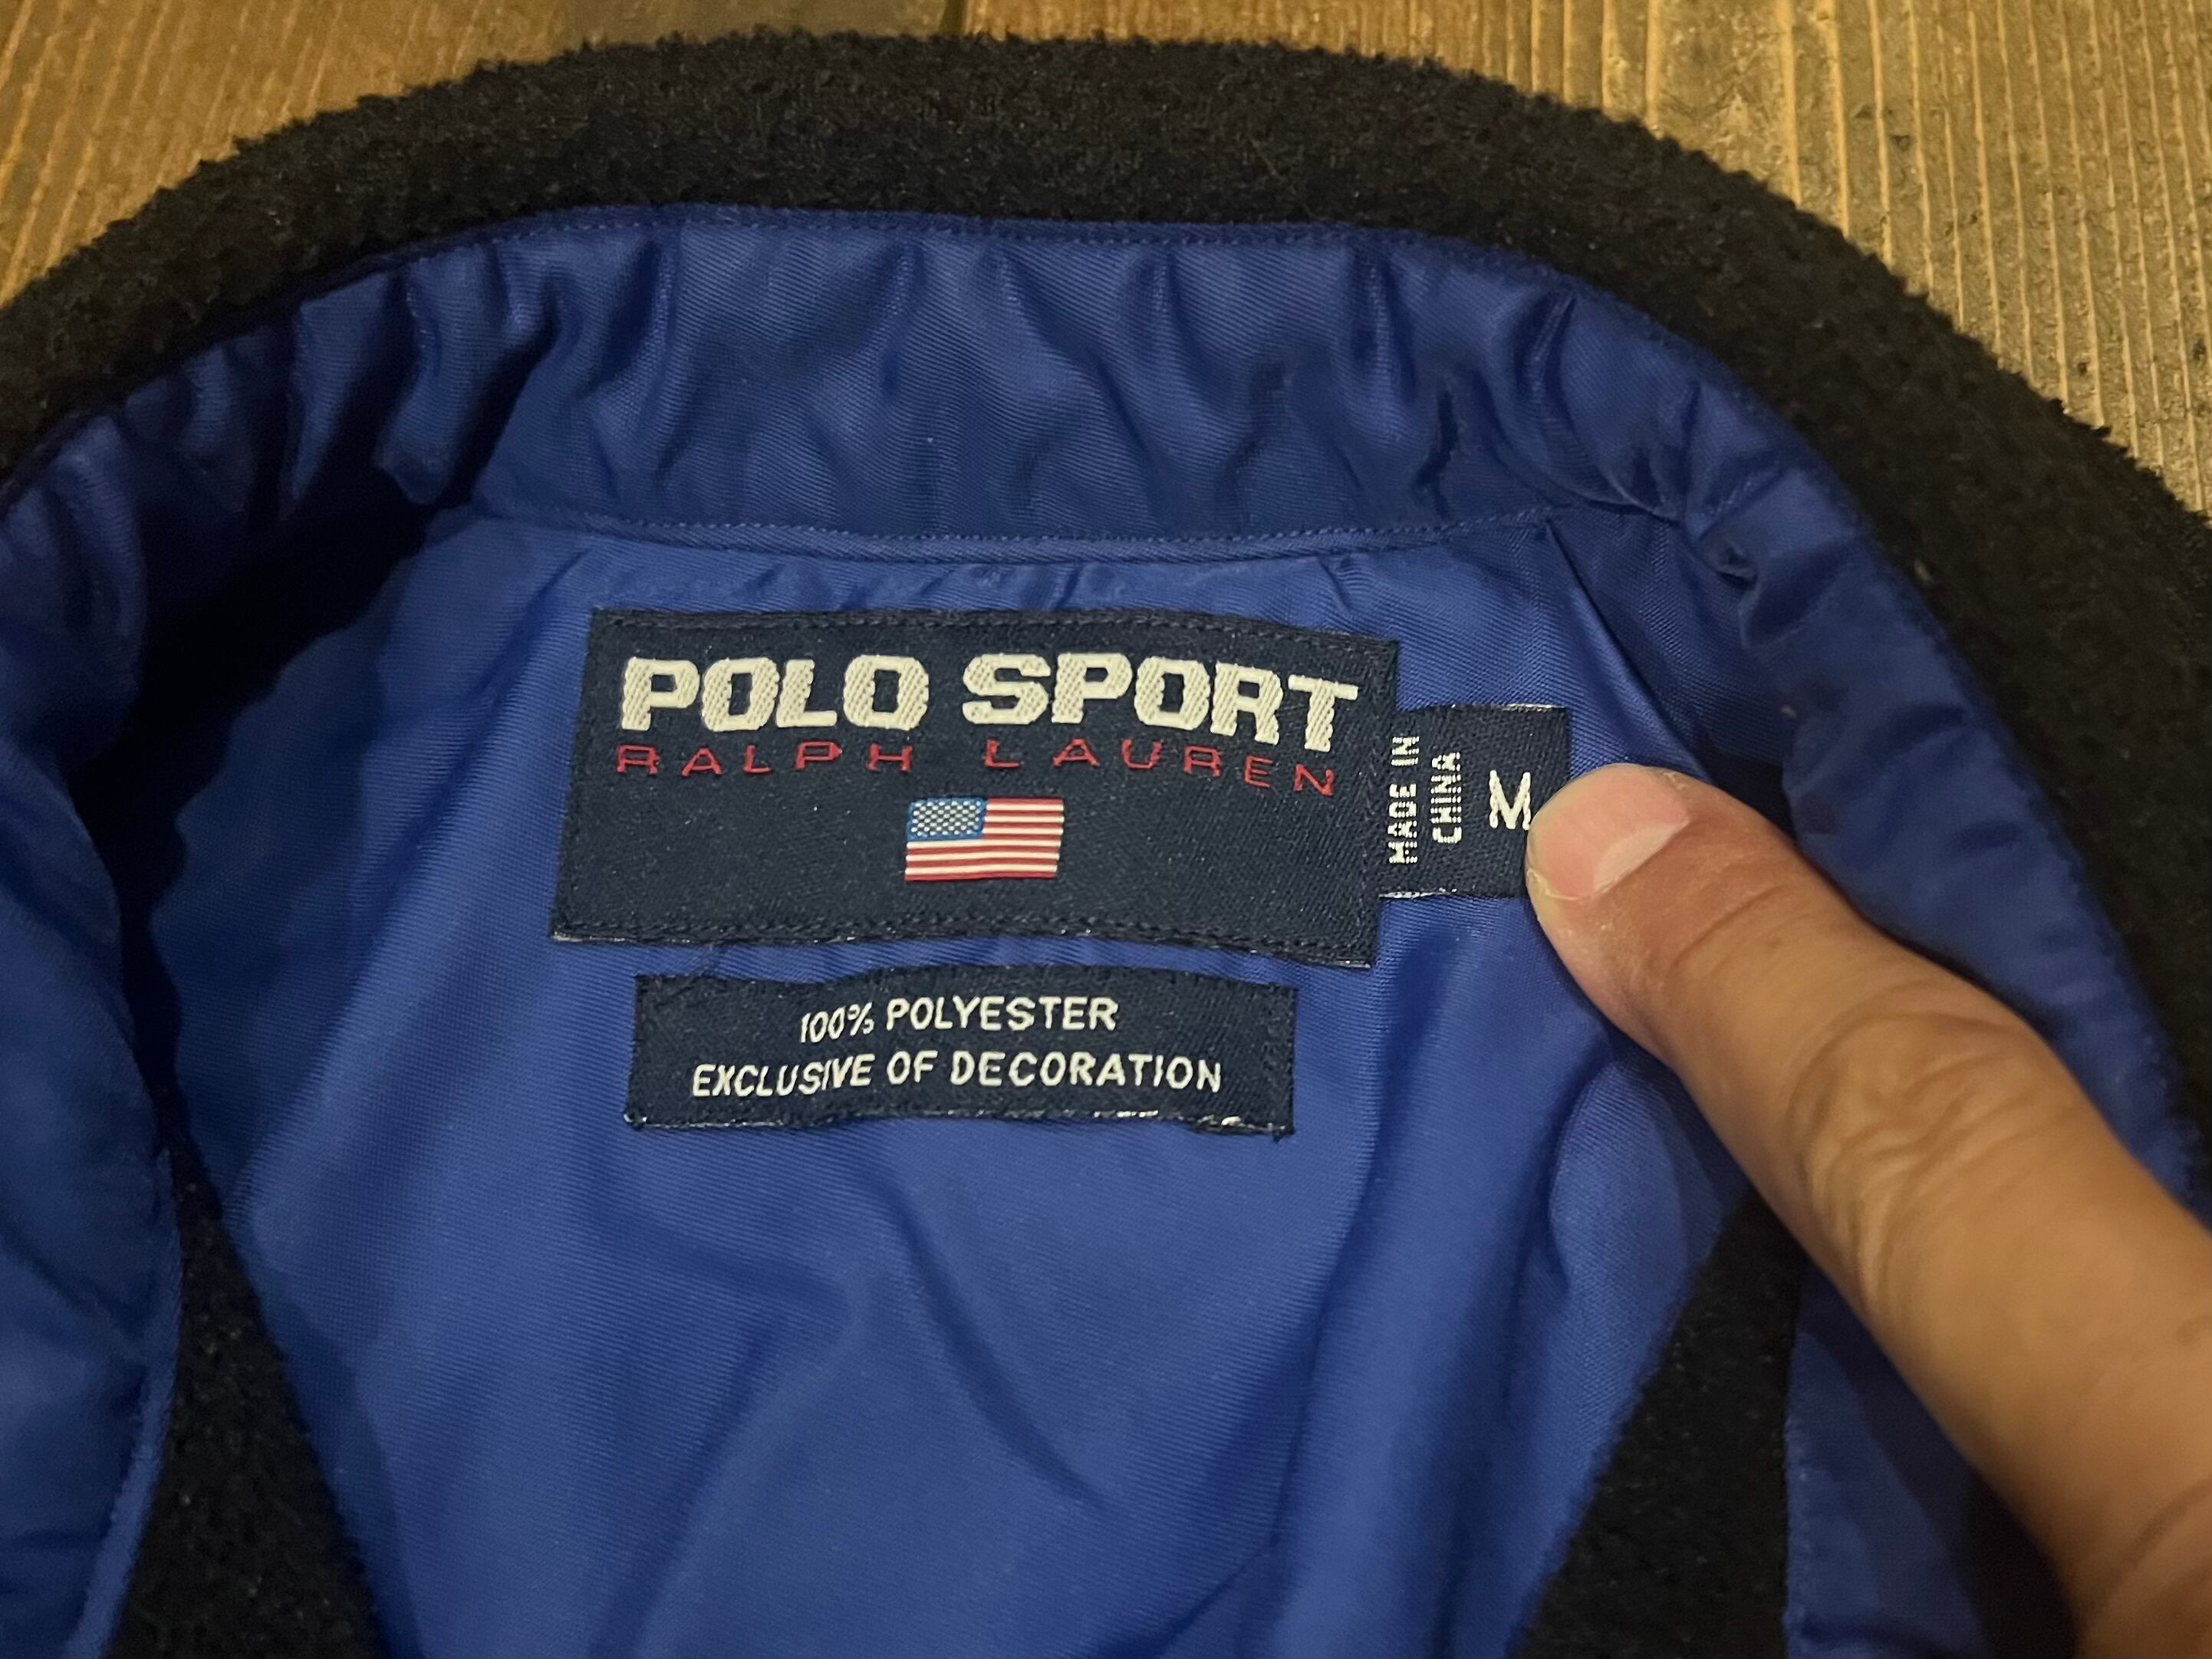 POLO SPORT
RALPH LAUREN
MADE IN
CHINA
M
100% POLYESTER
EXCLUSIVE OF DECORATION